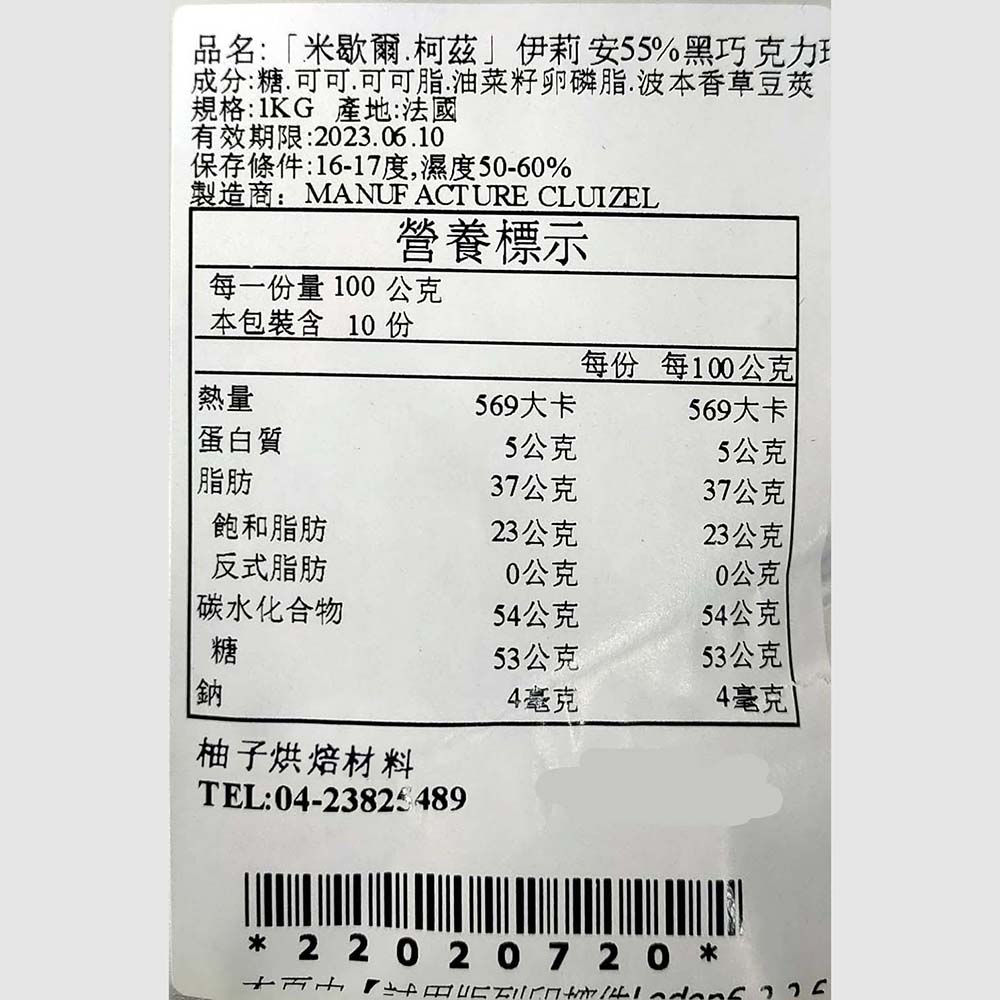 品名:「米歇爾.柯茲」伊莉安55%黑巧克力
成分:糖.可可.可可脂.油菜籽卵磷脂.波本香草豆莢
規格:1KG 產地:法國
有效期限:2023.06.10
保存條件:16-17度,濕度50-60%
製造商: MANUFACTURE CLUIZEL
營養標示
每一份量 100 公克
本包裝含 10 份
每份 每100公克
熱量 569大卡 569大卡
蛋白質 5公克 5公克
脂肪 37公克 37公克
飽和脂肪 23公克 23公克
反式脂肪 0公克 0公克
碳水化合物 54公克 54公克
糖 53公克 53公克
鈉 4毫克 4毫克
柚子烘焙材料
TEL:04-23825489
*22020720*